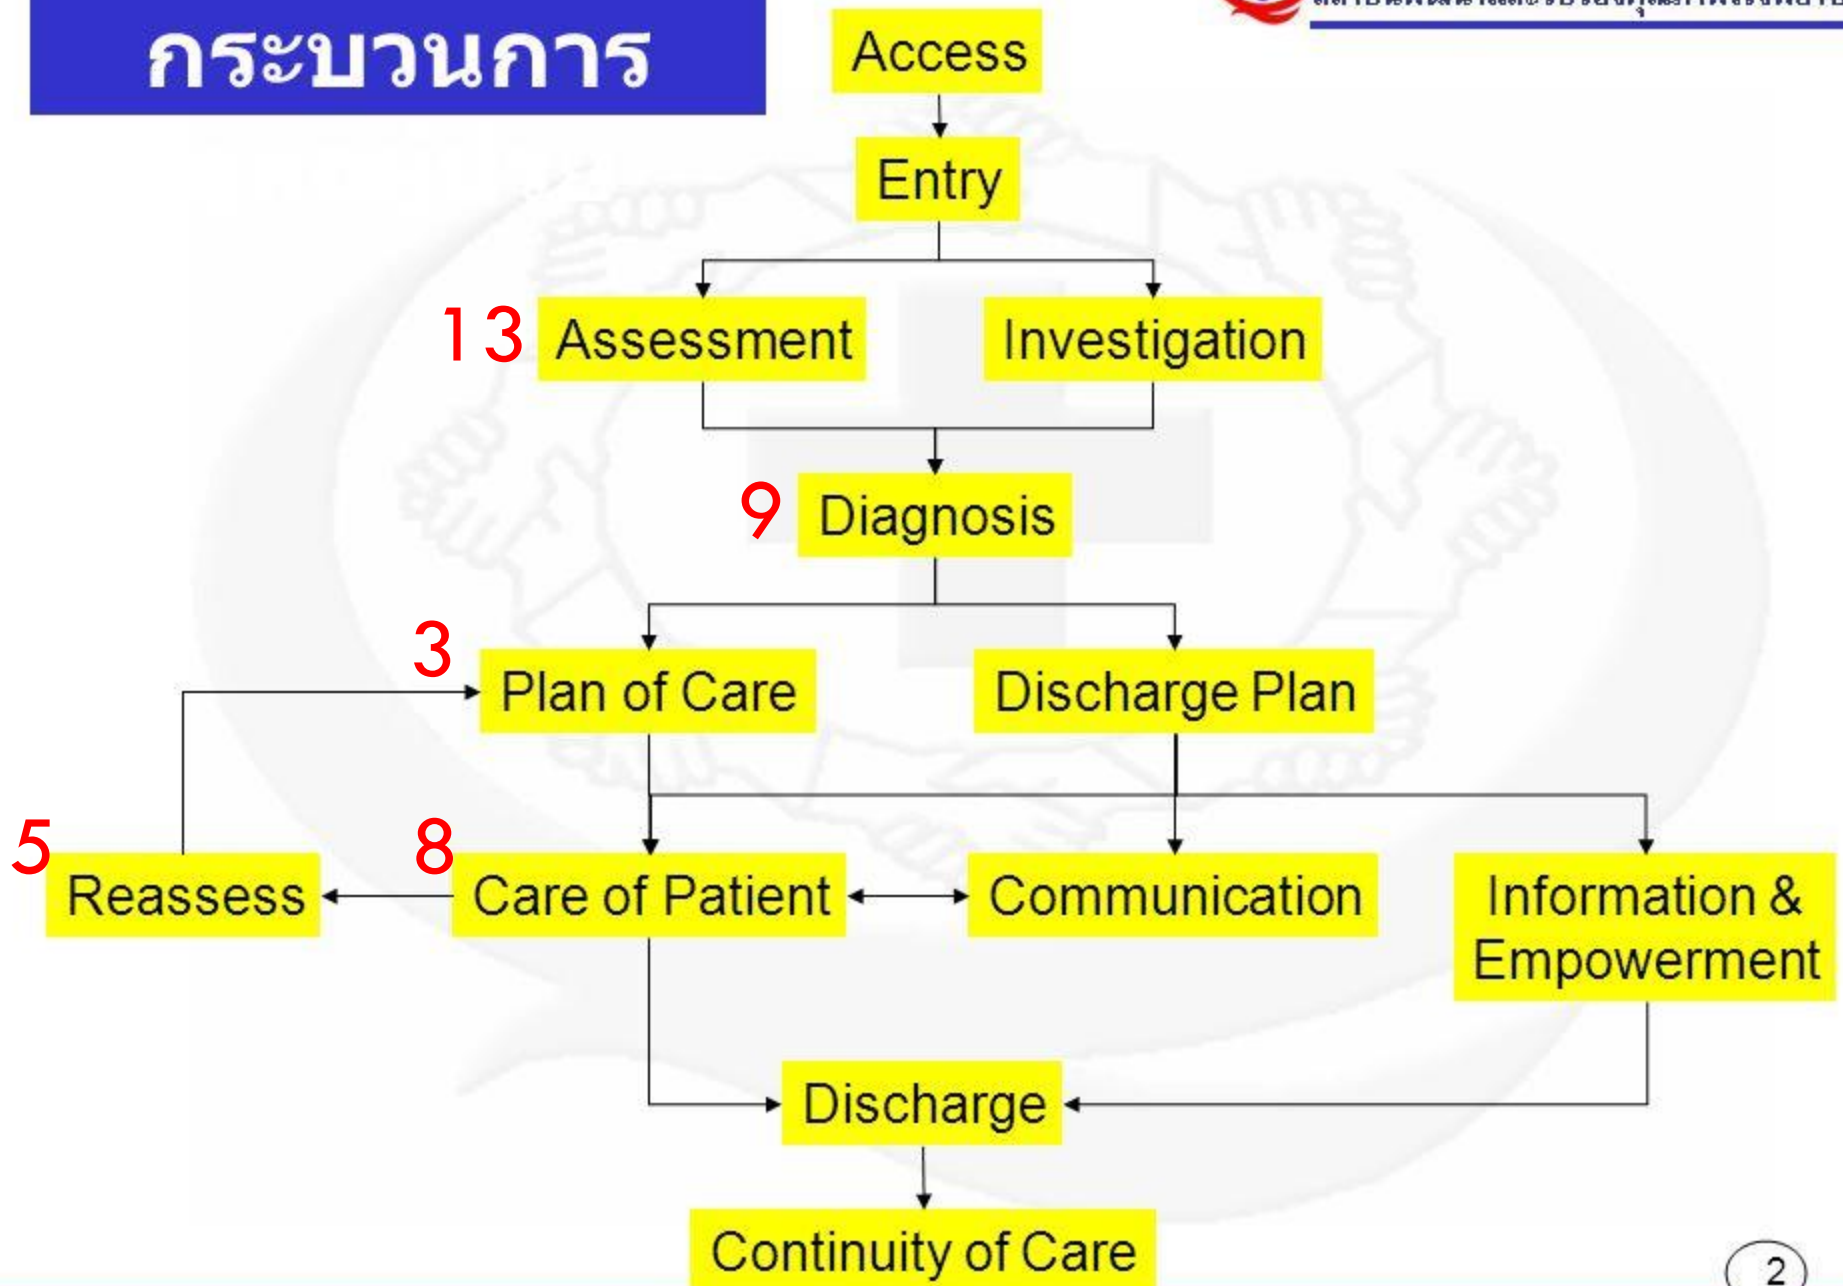 กระบวนการ
Access
Entry
13 Assessment
Investigation
9 Diagnosis
3 Plan of Care
Discharge Plan
5 Reassess
8 Care of Patient
Communication
Information &
Empowerment
Discharge
Continuity of Care
2